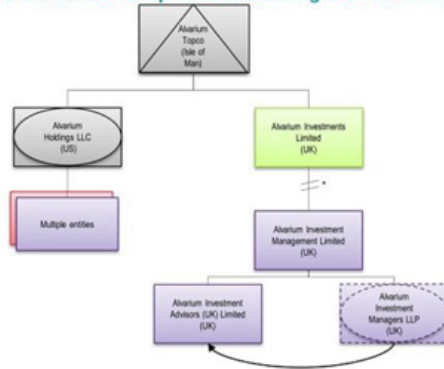 Alvarium
Topco
(Isle of
Man)
Alvarium
Holdings LLC
(US)
Alvarium Investments
Limited
(UK)
*
Multiple entities
Alvarium Investment
Management Limited
(UK)
Alvarium Investment
Advisors (UK) Limited
(UK)
Alvarium
Investment
Managers LLP
(UK)